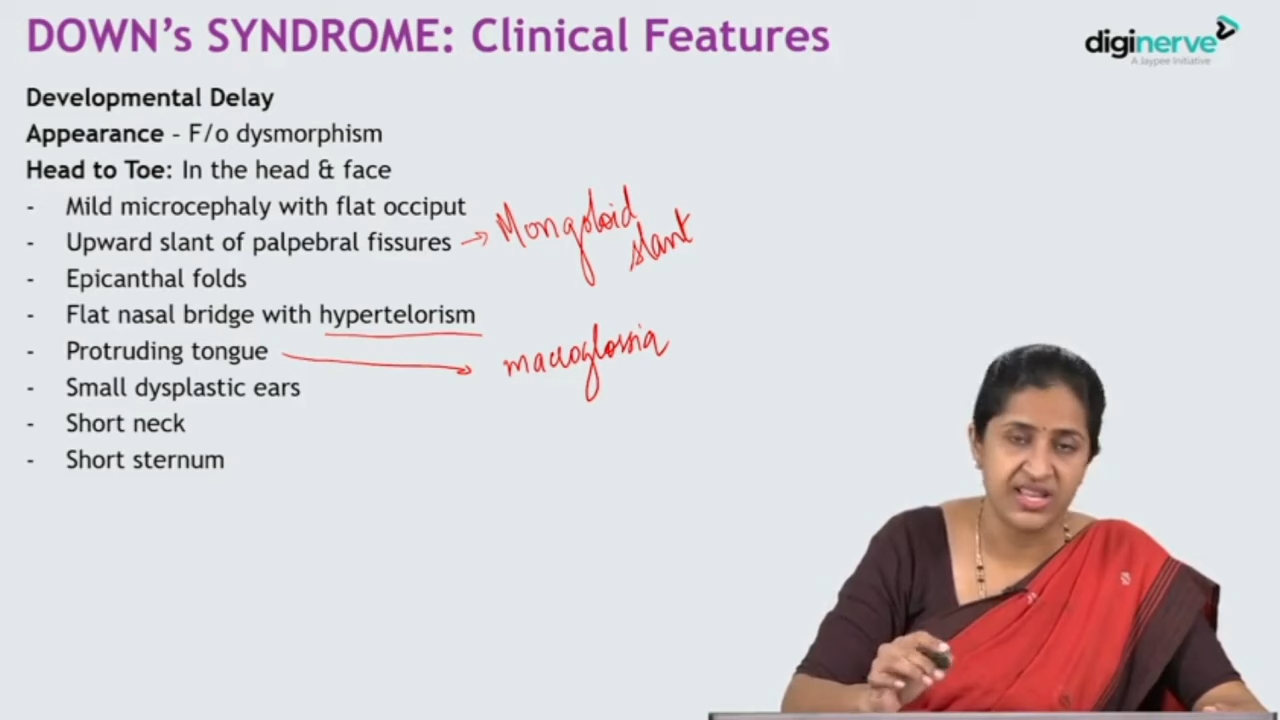 DOWN's SYNDROME: Clinical Features
diginerve
A Jaypee Initiative
Developmental Delay
Appearance - F/o dysmorphism
Head to Toe: In the head & face
- Mild microcephaly with flat occiput
- Upward slant of palpebral fissures → Mongoloid slant
- Epicanthal folds
- Flat nasal bridge with hypertelorism
- Protruding tongue → macroglossia
- Small dysplastic ears
- Short neck
- Short sternum